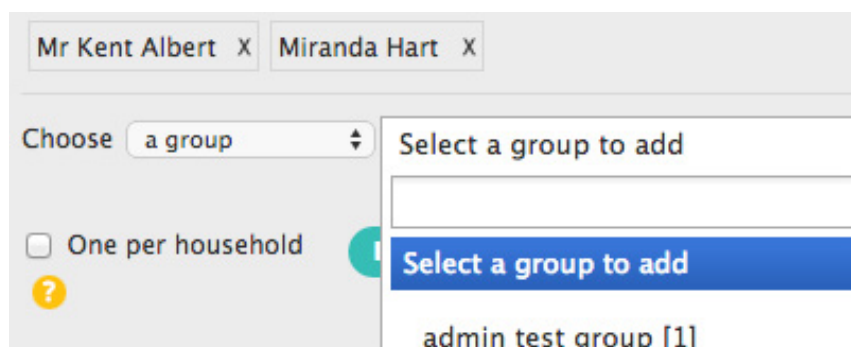 Mr Kent Albert X Miranda Hart X
Choose a group Select a group to add
One per household
Select a group to add
?
admin test group [1]